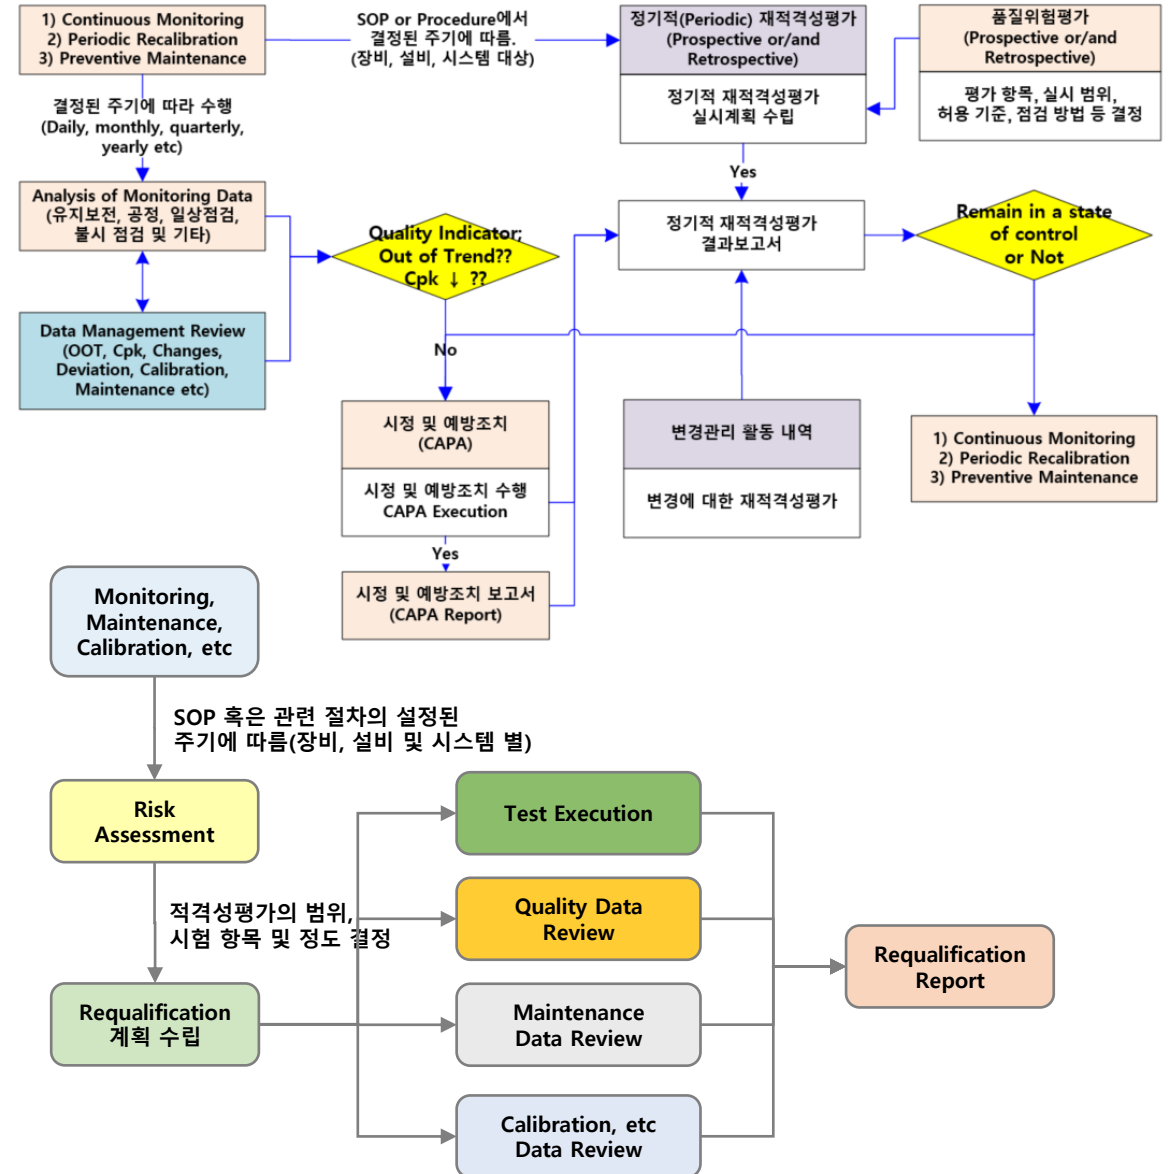 1) Continuous Monitoring
2) Periodic Recalibration
3) Preventive Maintenance
SOP or Procedure에서
결정된 주기에 따름.
(장비, 설비, 시스템 대상)
정기적(Periodic) 재적격성평가
(Prospective or/and
Retrospective)
정기적 재적격성평가
실시계획 수립
품질위험평가
(Prospective or/and
Retrospective)
평가 항목, 실시 범위,
허용 기준, 점검 방법 등 결정
결정된 주기에 따라 수행
(Daily, monthly, quarterly,
yearly etc)
Yes
Analysis of Monitoring Data
(유지보전, 공정, 일상점검,
불시 점검 및 기타)
Quality Indicator;
Out of Trend??
Cpk ↓ ??
정기적 재적격성평가
결과보고서
Remain in a state
of control
or Not
Data Management Review
(OOT, Cpk, Changes,
Deviation, Calibration,
Maintenance etc)
No
시정 및 예방조치
(CAPA)
시정 및 예방조치 수행
CAPA Execution
변경관리 활동 내역
변경에 대한 재적격성평가
1) Continuous Monitoring
2) Periodic Recalibration
3) Preventive Maintenance
Yes
시정 및 예방조치 보고서
(CAPA Report)
Monitoring,
Maintenance,
Calibration, etc
SOP 혹은 관련 절차의 설정된
주기에 따름(장비, 설비 및 시스템 별)
Risk
Assessment
적격성평가의 범위,
시험 항목 및 정도 결정
Requalification
계획 수립
Test Execution
Quality Data
Review
Maintenance
Data Review
Calibration, etc
Data Review
Requalification
Report